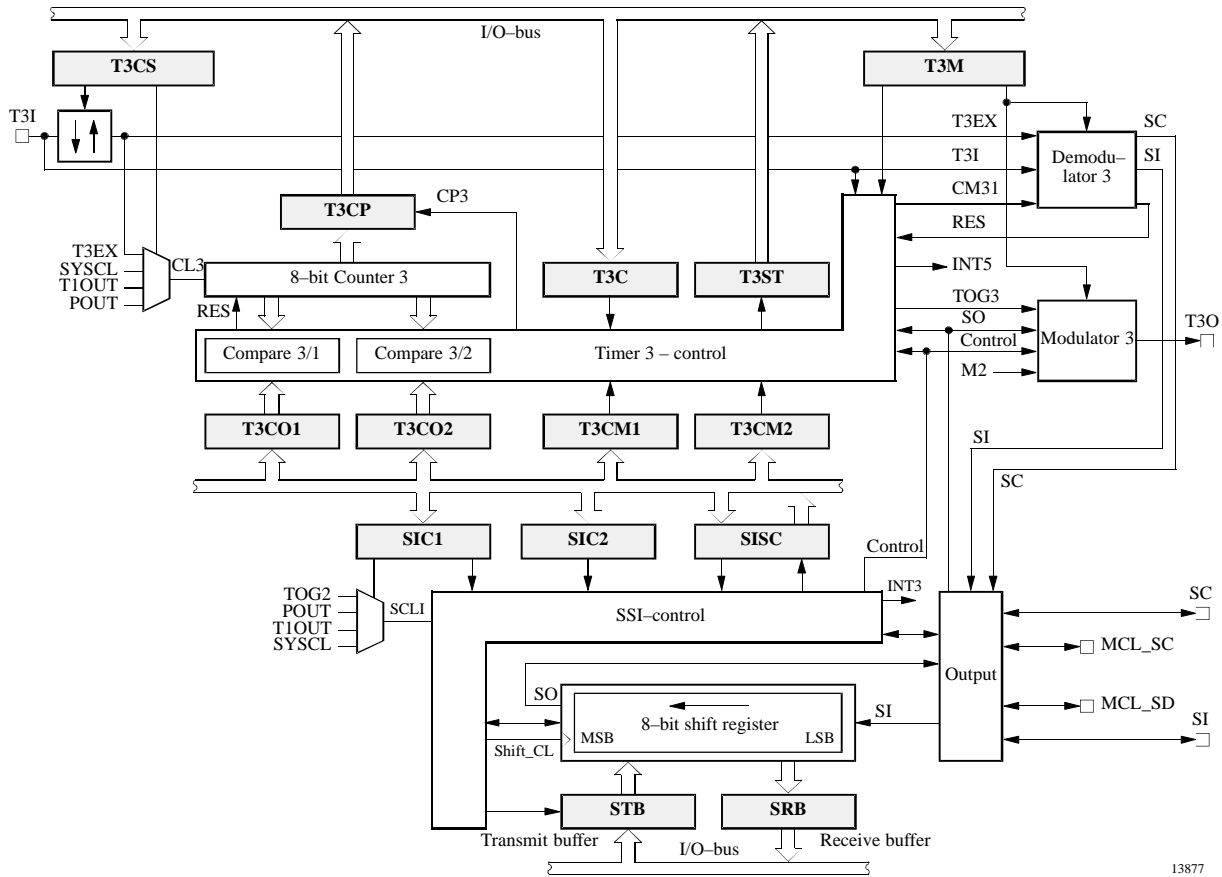 I/O–bus
T3CS
T3M
T3I
T3EX
SC
T3I
SI
Demodu–
lator 3
CM31
CP3
T3CP
RES
T3EX
SYSCL
T1OUT
POUT
CL3
8–bit Counter 3
T3C
T3ST
INT5
RES
TOG3
SO
Control
M2
Modulator 3
T3O
Compare 3/1
Compare 3/2
Timer 3 – control
T3CO1
T3CO2
T3CM1
T3CM2
SI
SC
SIC1
SIC2
SISC
Control
TOG2
POUT
T1OUT
SYSCL
SCLI
SSI–control
INT3
SC
MCL_SC
Output
MCL_SD
SI
SO
8–bit shift register
MSB
LSB
SI
Shift_CL
STB
SRB
Transmit buffer
Receive buffer
I/O–bus
13877